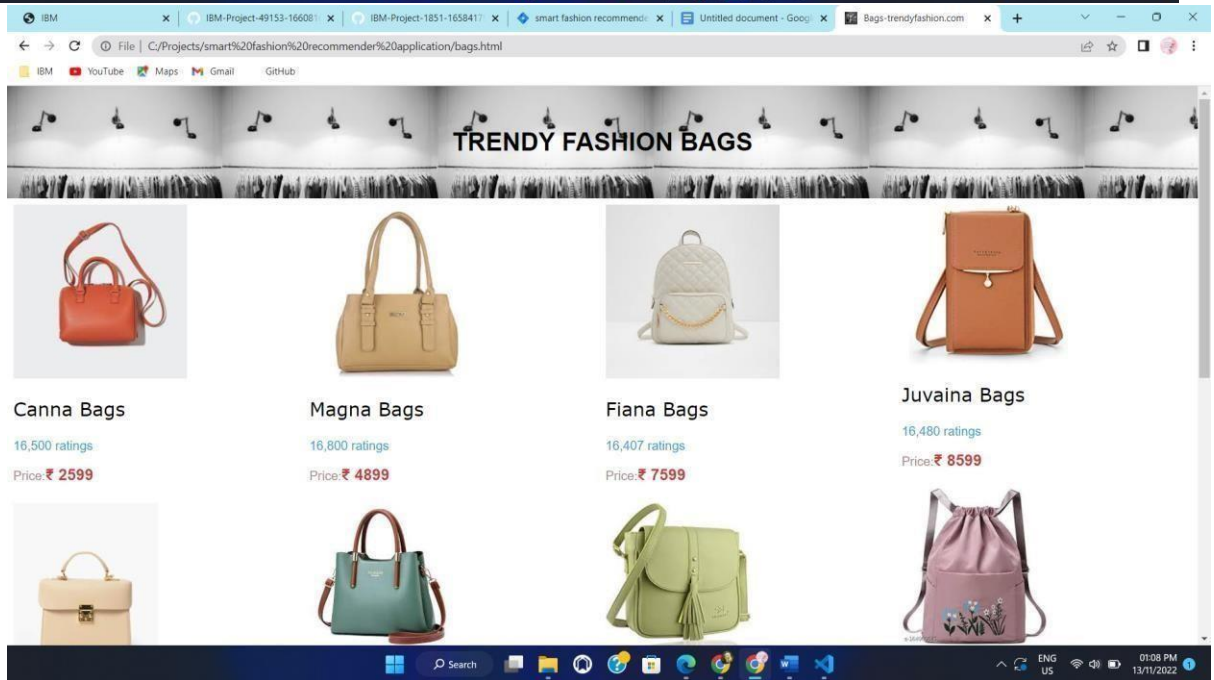 IBM
IBM-Project-49153-166081
IBM-Project-1851-1658417
smart fashion recommende
Untitled document - Goog
Bags-trendyfashion.com
File | C:/Projects/smart%20fashion%20recommender%20application/bags.html
IBM YouTube Maps Gmail GitHub
TRENDY FASHION BAGS
Canna Bags
16,500 ratings
Price:₹ 2599
Magna Bags
16,800 ratings
Price:₹ 4899
Fiana Bags
16,407 ratings
Price:₹ 7599
Juvaina Bags
16,480 ratings
Price:₹ 8599
Search
ENG
US
01:08 PM
13/11/2022
1